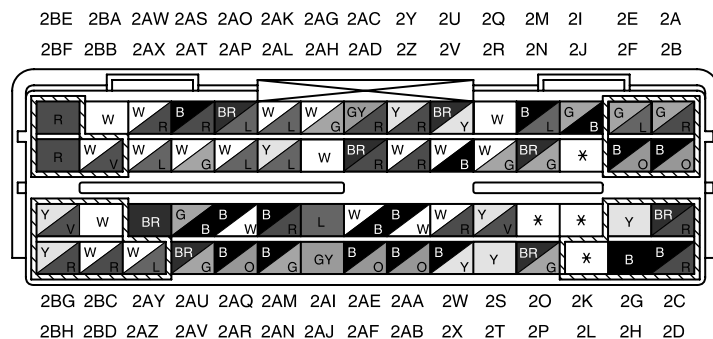 2BE 2BA 2AW 2AS 2AO 2AK 2AG 2AC 2Y 2U 2Q 2M 2I 2E 2A
2BF 2BB 2AX 2AT 2AP 2AL 2AH 2AD 2Z 2V 2R 2N 2J 2F 2B
R W W R B R BR L W L W G GY R Y R BR Y W B L G B G L G R
R W V W L W G W L Y L W BR R W R W B W G BR G * B O B O
Y V W BR G B B W B R L W B B W W R Y V * * Y BR R
Y R W R W L BR G B O B G GY B O B O B Y Y BR G * B B R
2BG 2BC 2AY 2AU 2AQ 2AM 2AI 2AE 2AA 2W 2S 2O 2K 2G 2C
2BH 2BD 2AZ 2AV 2AR 2AN 2AJ 2AF 2AB 2X 2T 2P 2L 2H 2D